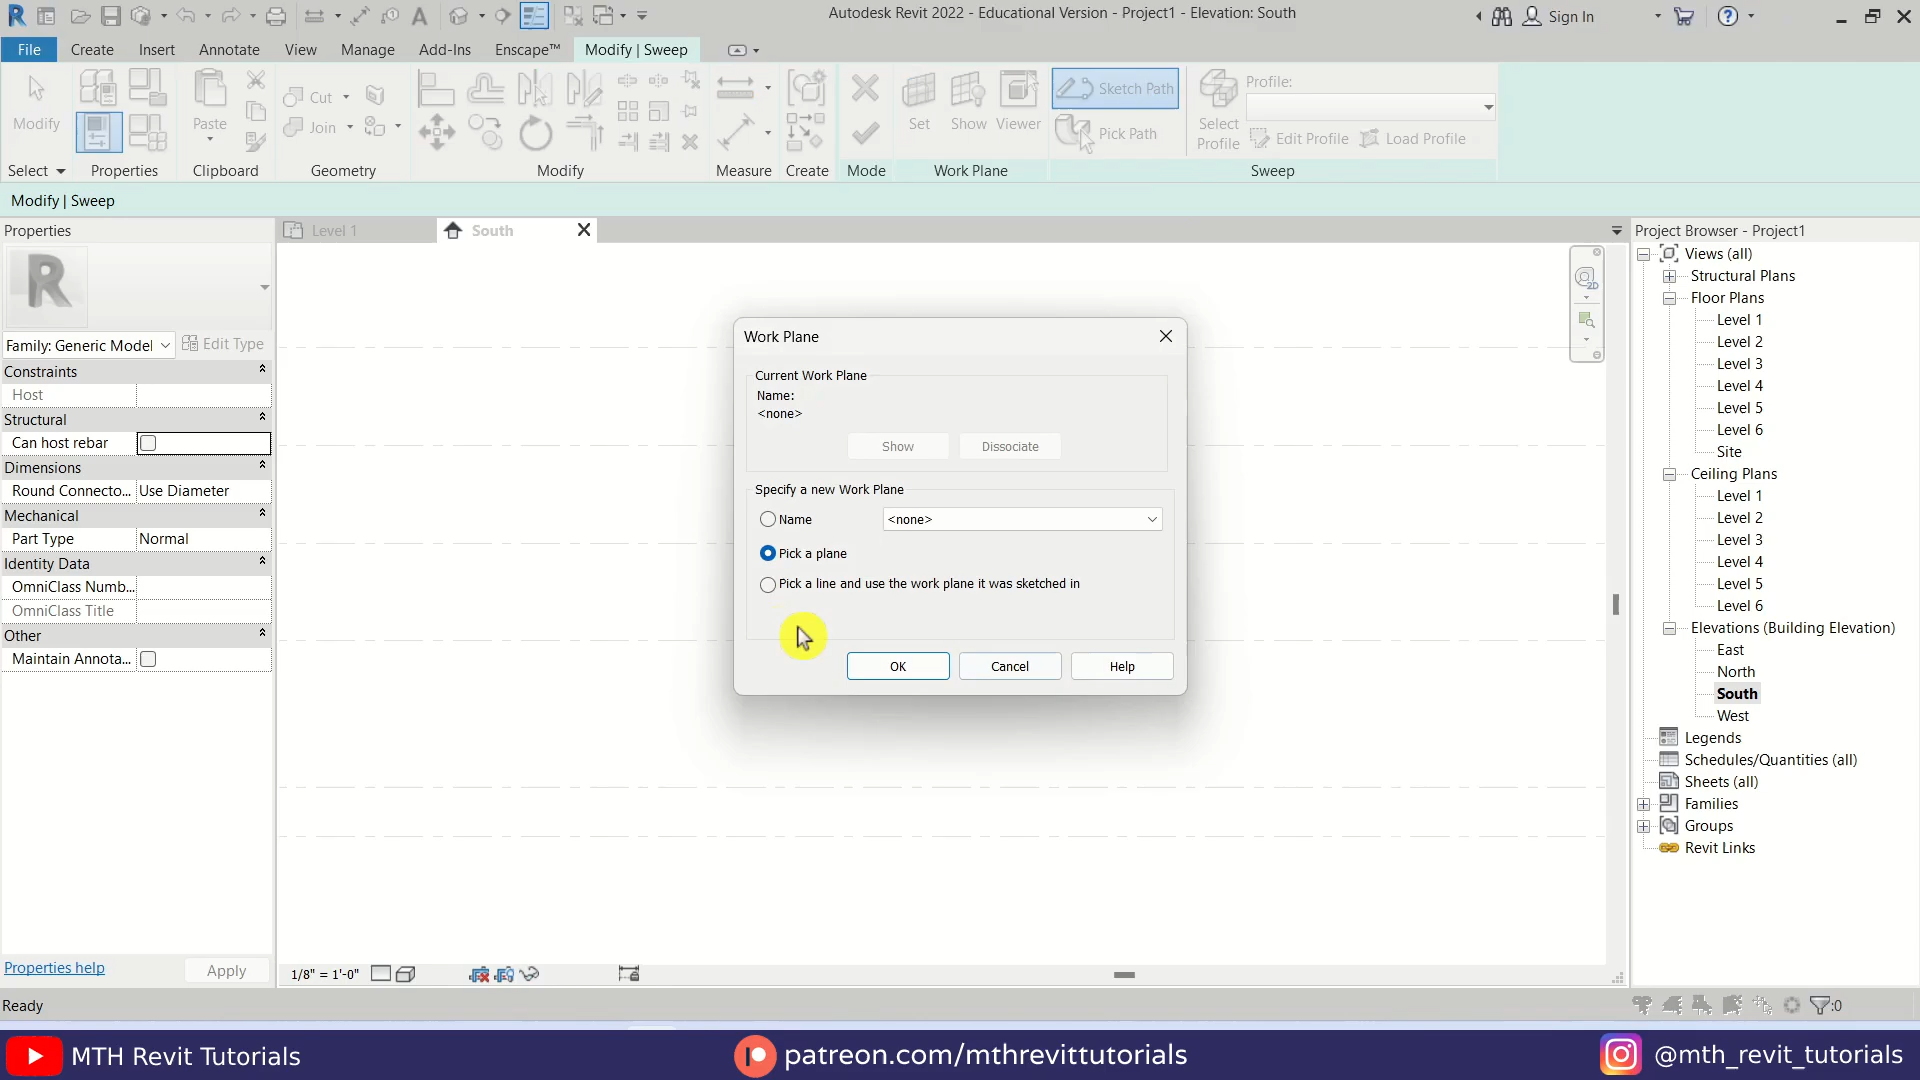 Autodesk Revit 2022 - Educational Version - Project1 - Elevation: South
Sign In
File Create Insert Annotate View Manage Add-Ins Enscape™ Modify | Sweep
Modify
Paste
Cut
Join
Set Show Viewer
Sketch Path
Pick Path
Select Profile
Profile:
Edit Profile Load Profile
Select Properties Clipboard Geometry Modify Measure Create Mode Work Plane Sweep
Modify | Sweep
Properties
R
Family: Generic Model
Edit Type
Constraints
Host
Structural
Can host rebar
Dimensions
Round Connecto... Use Diameter
Mechanical
Part Type Normal
Identity Data
OmniClass Numb...
OmniClass Title
Other
Maintain Annota...
Properties help
Apply
Level 1
South
2D
Work Plane
Current Work Plane
Name:
<none>
Show Dissociate
Specify a new Work Plane
Name <none>
Pick a plane
Pick a line and use the work plane it was sketched in
OK Cancel Help
1/8" = 1'-0"
Project Browser - Project1
Views (all)
Structural Plans
Floor Plans
Level 1
Level 2
Level 3
Level 4
Level 5
Level 6
Site
Ceiling Plans
Level 1
Level 2
Level 3
Level 4
Level 5
Level 6
Elevations (Building Elevation)
East
North
South
West
Legends
Schedules/Quantities (all)
Sheets (all)
Families
Groups
Revit Links
Ready
:0
MTH Revit Tutorials
patreon.com/mthrevittutorials
@mth_revit_tutorials